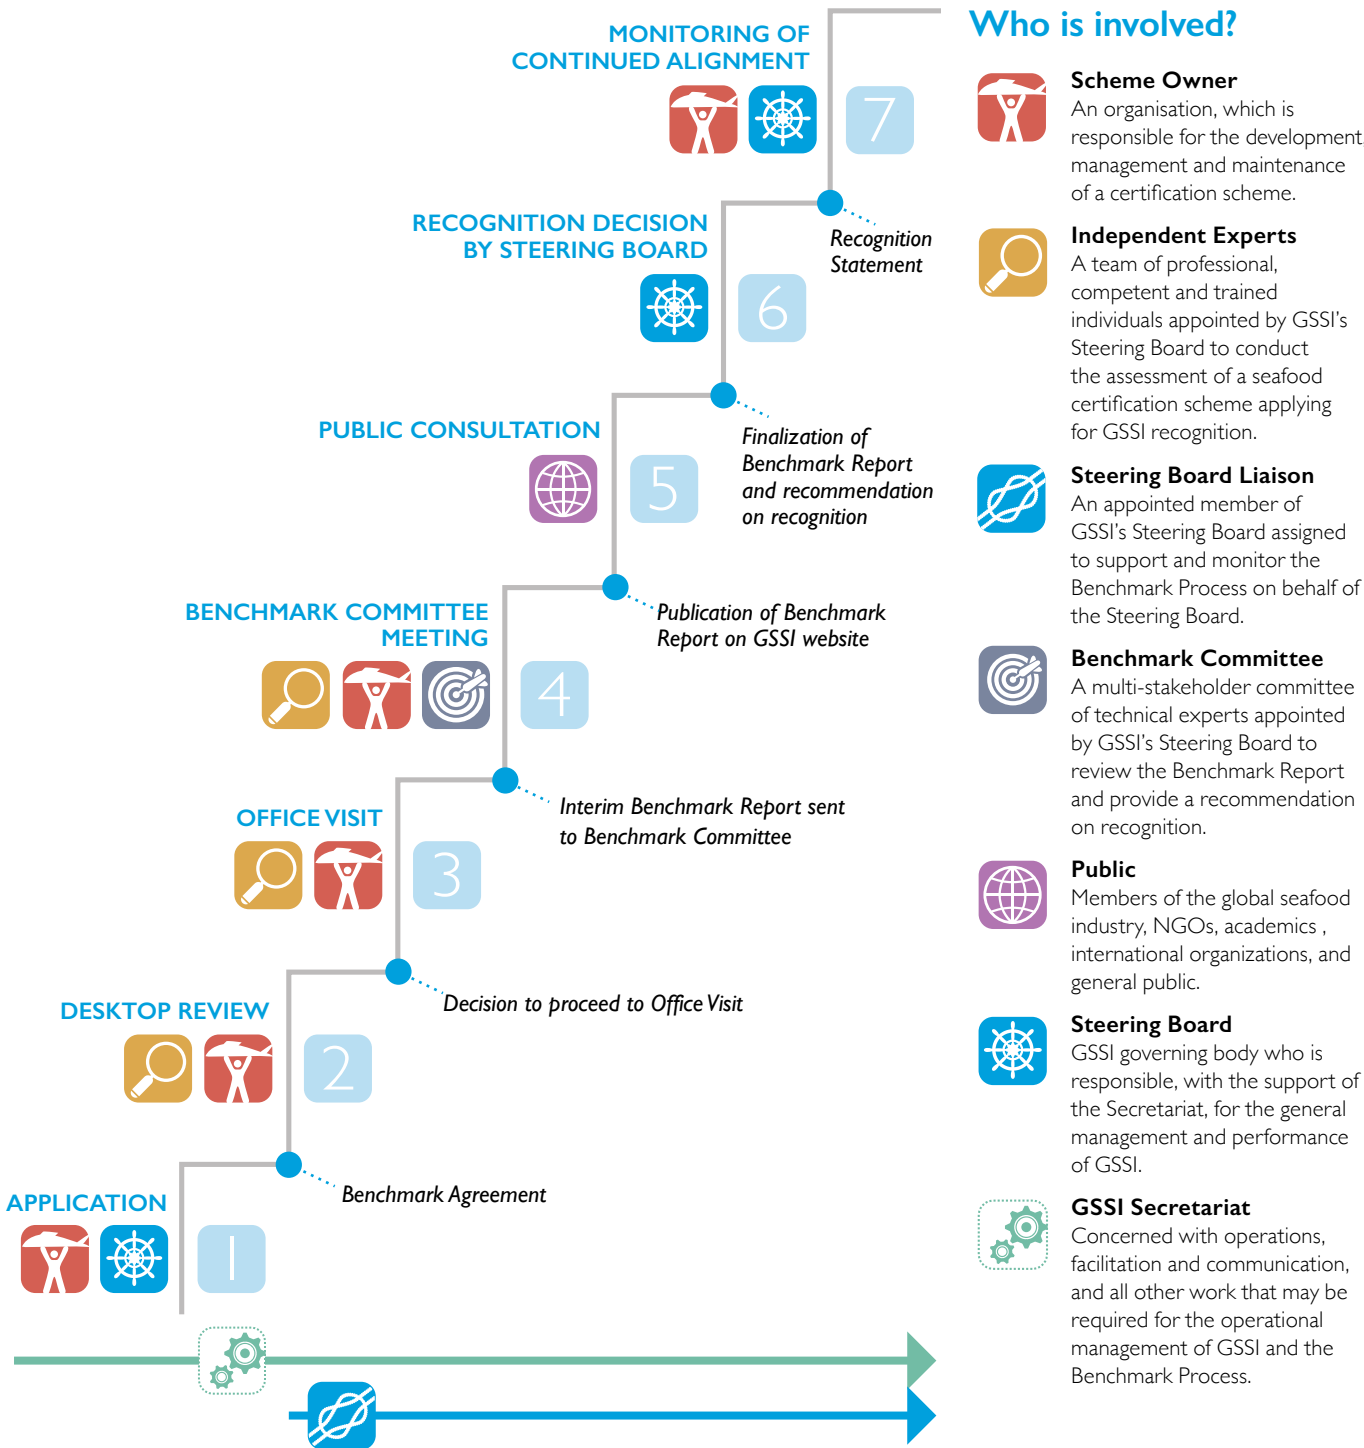 MONITORING OF
CONTINUED ALIGNMENT
7
Recognition
Statement
RECOGNITION DECISION
BY STEERING BOARD
6
Finalization of
Benchmark Report
and recommendation
on recognition
PUBLIC CONSULTATION
5
Publication of Benchmark
Report on GSSI website
BENCHMARK COMMITTEE
MEETING
4
Interim Benchmark Report sent
to Benchmark Committee
OFFICE VISIT
3
Decision to proceed to Office Visit
DESKTOP REVIEW
2
Benchmark Agreement
APPLICATION
1
Who is involved?
Scheme Owner
An organisation, which is
responsible for the development
management and maintenance
of a certification scheme.
Independent Experts
A team of professional,
competent and trained
individuals appointed by GSSI's
Steering Board to conduct
the assessment of a seafood
certification scheme applying
for GSSI recognition.
Steering Board Liaison
An appointed member of
GSSI's Steering Board assigned
to support and monitor the
Benchmark Process on behalf of
the Steering Board.
Benchmark Committee
A multi-stakeholder committee
of technical experts appointed
by GSSI's Steering Board to
review the Benchmark Report
and provide a recommendation
on recognition.
Public
Members of the global seafood
industry, NGOs, academics ,
international organizations, and
general public.
Steering Board
GSSI governing body who is
responsible, with the support of
the Secretariat, for the general
management and performance
of GSSI.
GSSI Secretariat
Concerned with operations,
facilitation and communication,
and all other work that may be
required for the operational
management of GSSI and the
Benchmark Process.